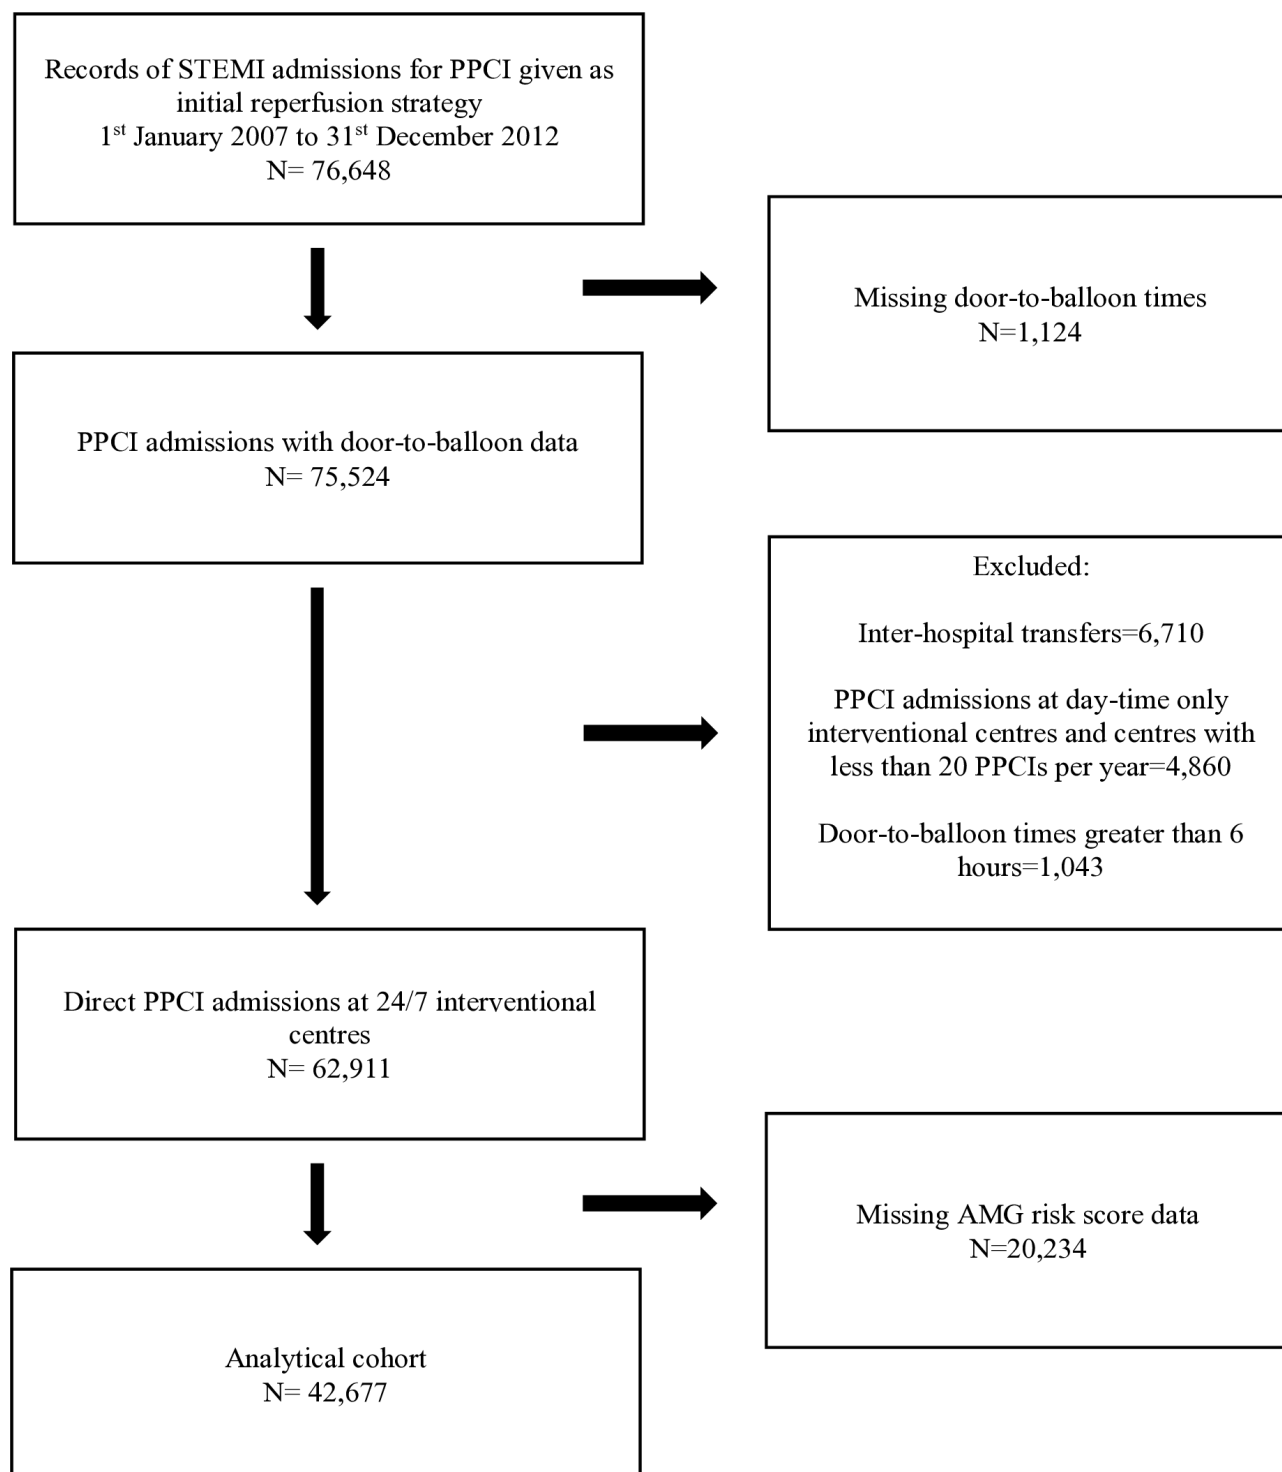 Records of STEMI admissions for PPCI given as
initial reperfusion strategy
1st January 2007 to 31st December 2012
N= 76,648
Missing door-to-balloon times
N=1,124
PPCI admissions with door-to-balloon data
N= 75,524
Excluded:
Inter-hospital transfers=6,710
PPCI admissions at day-time only
interventional centres and centres with
less than 20 PPCIs per year=4,860
Door-to-balloon times greater than 6
hours=1,043
Direct PPCI admissions at 24/7 interventional
centres
N= 62,911
Missing AMG risk score data
N=20,234
Analytical cohort
N= 42,677